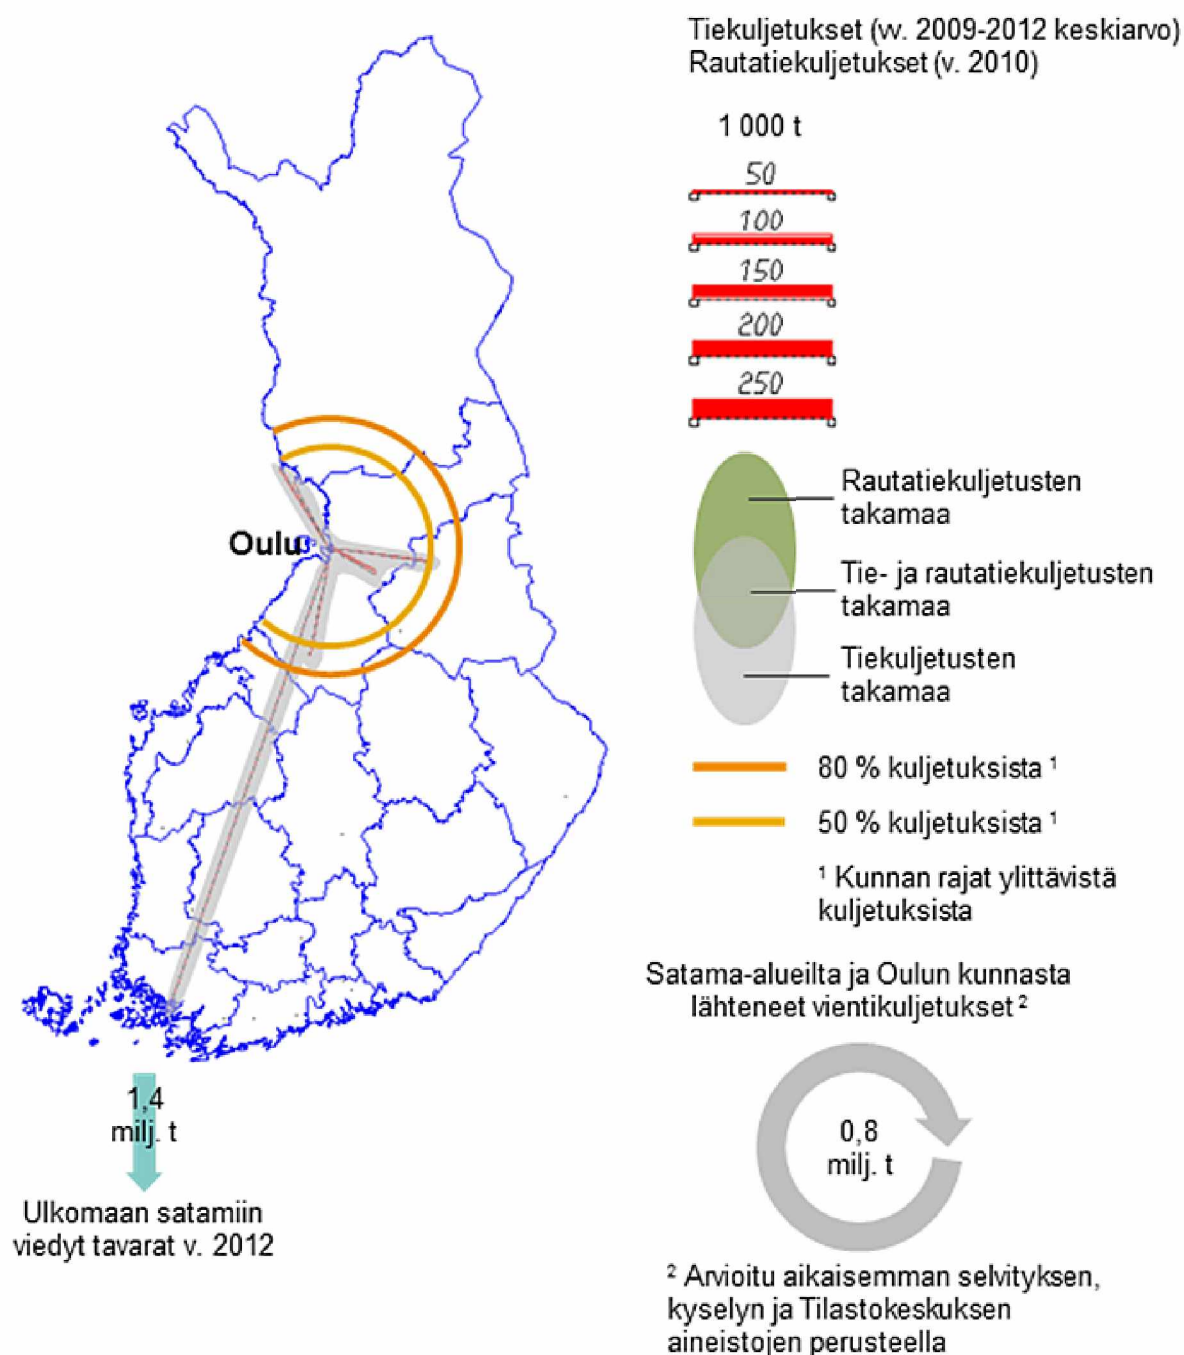 Tiekuljetukset (vv. 2009-2012 keskiarvo)
Rautatiekuljetukset (v. 2010)
1 000 t
50
100
150
200
250
Rautatiekuljetusten
takamaa
Tie- ja rautatiekuljetusten
takamaa
Tiekuljetusten
takamaa
80 % kuljetuksista ¹
50 % kuljetuksista ¹
¹ Kunnan rajat ylittävistä
kuljetuksista
Oulu
Satama-alueilta ja Oulun kunnasta
lähteneet vientikuljetukset ²
0,8
milj. t
² Arvioitu aikaisemman selvityksen,
kyselyn ja Tilastokeskuksen
aineistojen perusteella
1,4
milj. t
Ulkomaan satamiin
viedyt tavarat v. 2012